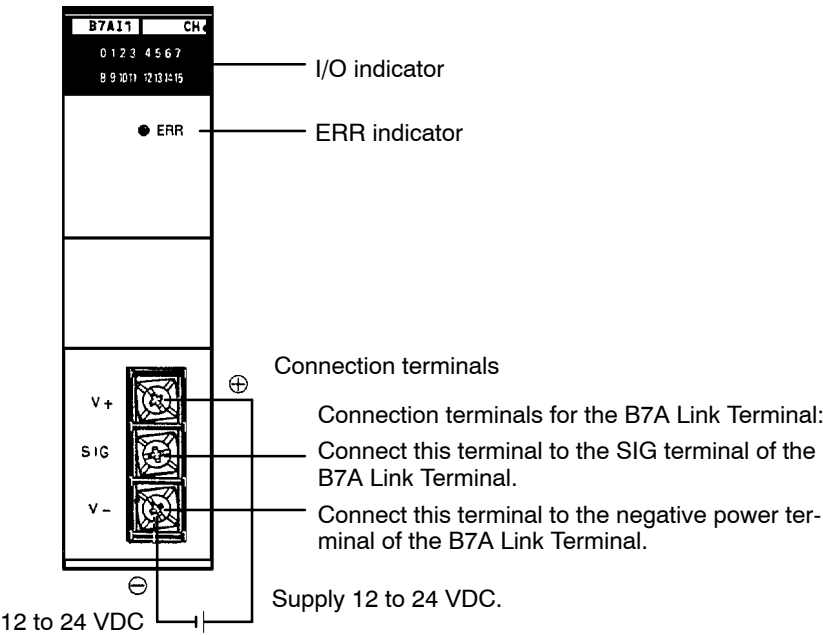 B7AI1 CH
0 1 2 3 4 5 6 7
8 9 10 11 12 13 14 15
I/O indicator
ERR
ERR indicator
Connection terminals
V +
Connection terminals for the B7A Link Terminal:
SIG
Connect this terminal to the SIG terminal of the
B7A Link Terminal.
V –
Connect this terminal to the negative power ter-
minal of the B7A Link Terminal.
Supply 12 to 24 VDC.
12 to 24 VDC